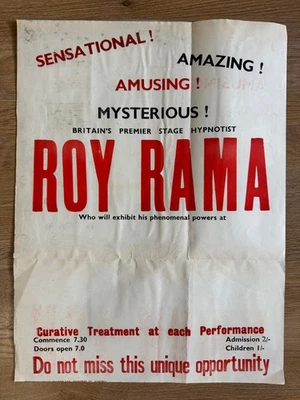 SENSATIONAL!
AMAZING!
AMUSING!
MYSTERIOUS!
BRITAIN'S PREMIER STAGE HYPNOTIST
ROY RAMA
Who will exhibit his phenomenal powers at
Curative Treatment at each Performance
Commence 7.30 Admission 2/-
Doors open 7.0 Children 1/-
Do not miss this unique opportunity